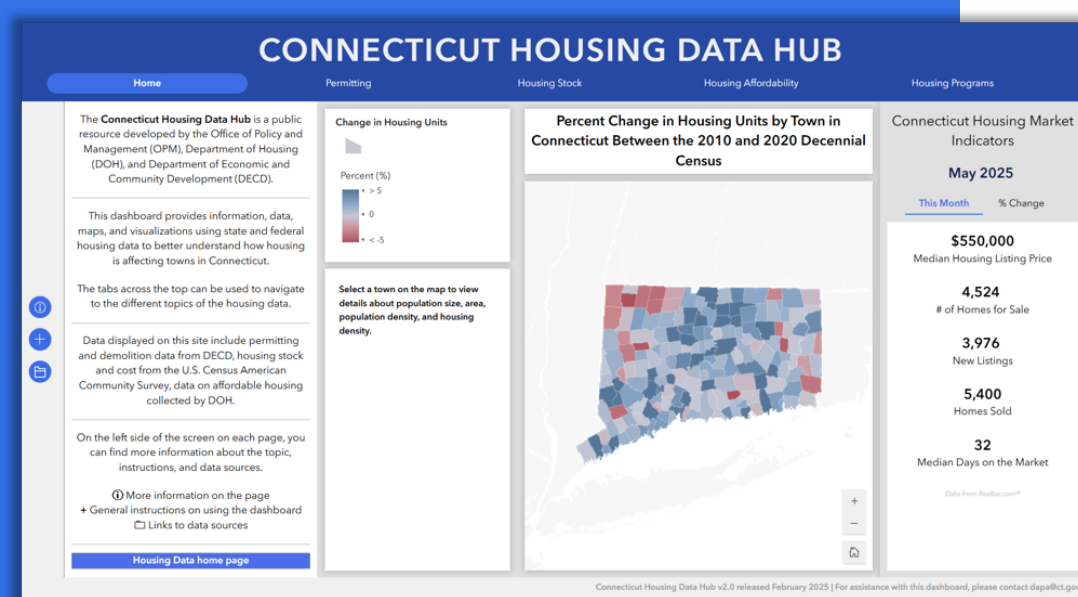 CONNECTICUT HOUSING DATA HUB
Home
Permitting
Housing Stock
Housing Affordability
Housing Programs
The Connecticut Housing Data Hub is a public
resource developed by the Office of Policy and
Management (OPM), Department of Housing
(DOH), and Department of Economic and
Community Development (DECD).
This dashboard provides information, data,
maps, and visualizations using state and federal
housing data to better understand how housing
is affecting towns in Connecticut.
The tabs across the top can be used to navigate
to the different topics of the housing data.
Data displayed on this site include permitting
and demolition data from DECD, housing stock
and cost from the U.S. Census American
Community Survey, data on affordable housing
collected by DOH.
On the left side of the screen on each page, you
can find more information about the topic,
instructions, and data sources.
More information on the page
+ General instructions on using the dashboard
Links to data sources
Housing Data home page
Change in Housing Units
Percent (%)
> 5
0
< -5
Select a town on the map to view
details about population size, area,
population density, and housing
density.
Percent Change in Housing Units by Town in
Connecticut Between the 2010 and 2020 Decennial
Census
+
−
Connecticut Housing Market
Indicators
May 2025
This Month
% Change
$550,000
Median Housing Listing Price
4,524
# of Homes for Sale
3,976
New Listings
5,400
Homes Sold
32
Median Days on the Market
Data from Realtor.com®
Connecticut Housing Data Hub v2.0 released February 2025 | For assistance with this dashboard, please contact dapa@ct.gov